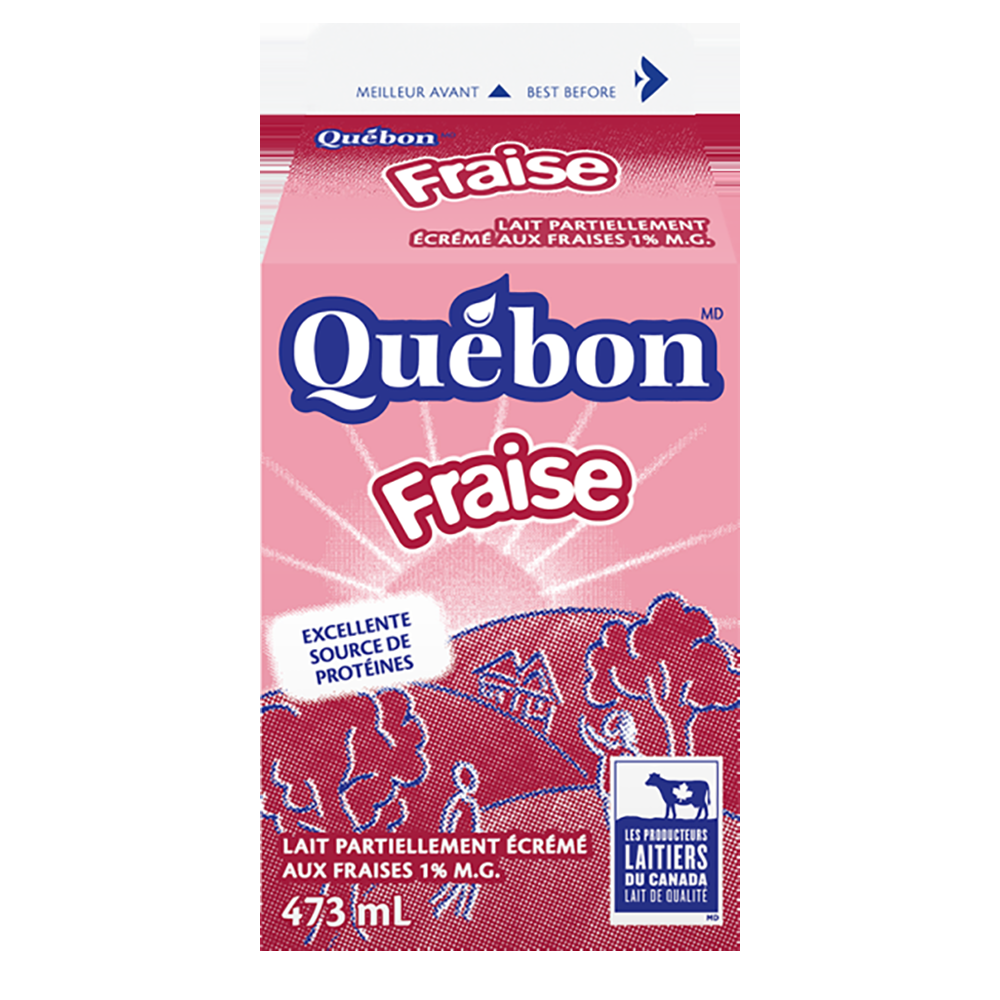 MEILLEUR AVANT ▲ BEST BEFORE
Québon MD
Fraise
LAIT PARTIELLEMENT
ÉCRÉMÉ AUX FRAISES 1% M.G.
Québon MD
Fraise
EXCELLENTE
SOURCE DE
PROTÉINES
LES PRODUCTEURS
LAITIERS
DU CANADA
LAIT DE QUALITÉ
MD
LAIT PARTIELLEMENT ÉCRÉMÉ
AUX FRAISES 1% M.G.
473 mL